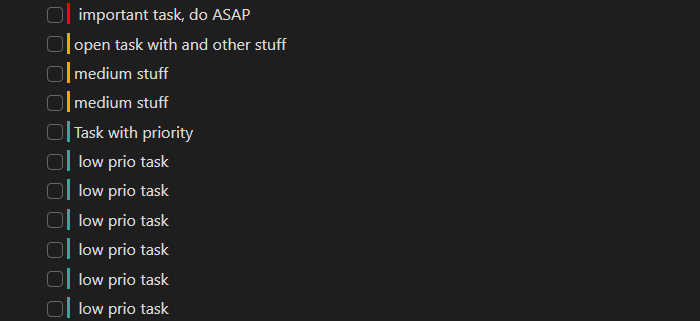 important task, do ASAP
open task with and other stuff
medium stuff
medium stuff
Task with priority
low prio task
low prio task
low prio task
low prio task
low prio task
low prio task